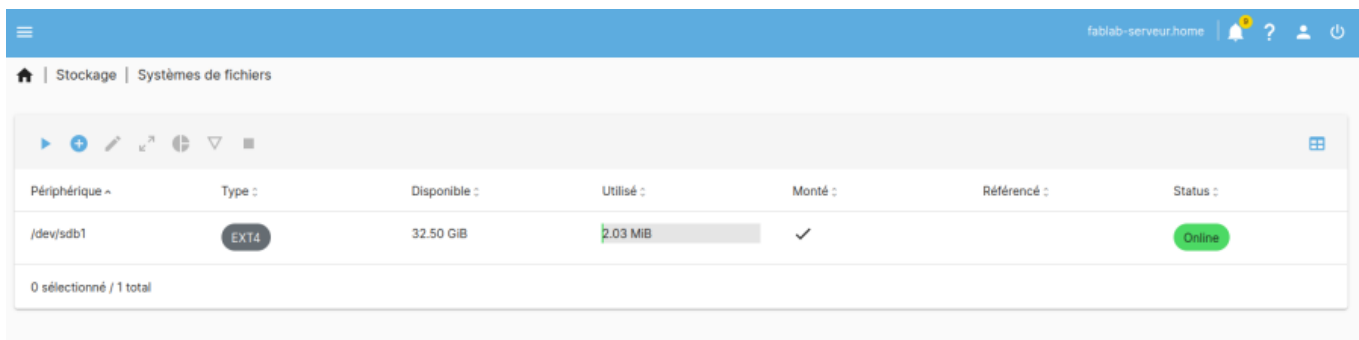 fablab-serveur.home
9
?
Stockage | Systèmes de fichiers
Périphérique Type Disponible Utilisé Monté Référencé Status
/dev/sdb1 EXT4 32.50 GiB 2.03 MiB Online
0 sélectionné / 1 total